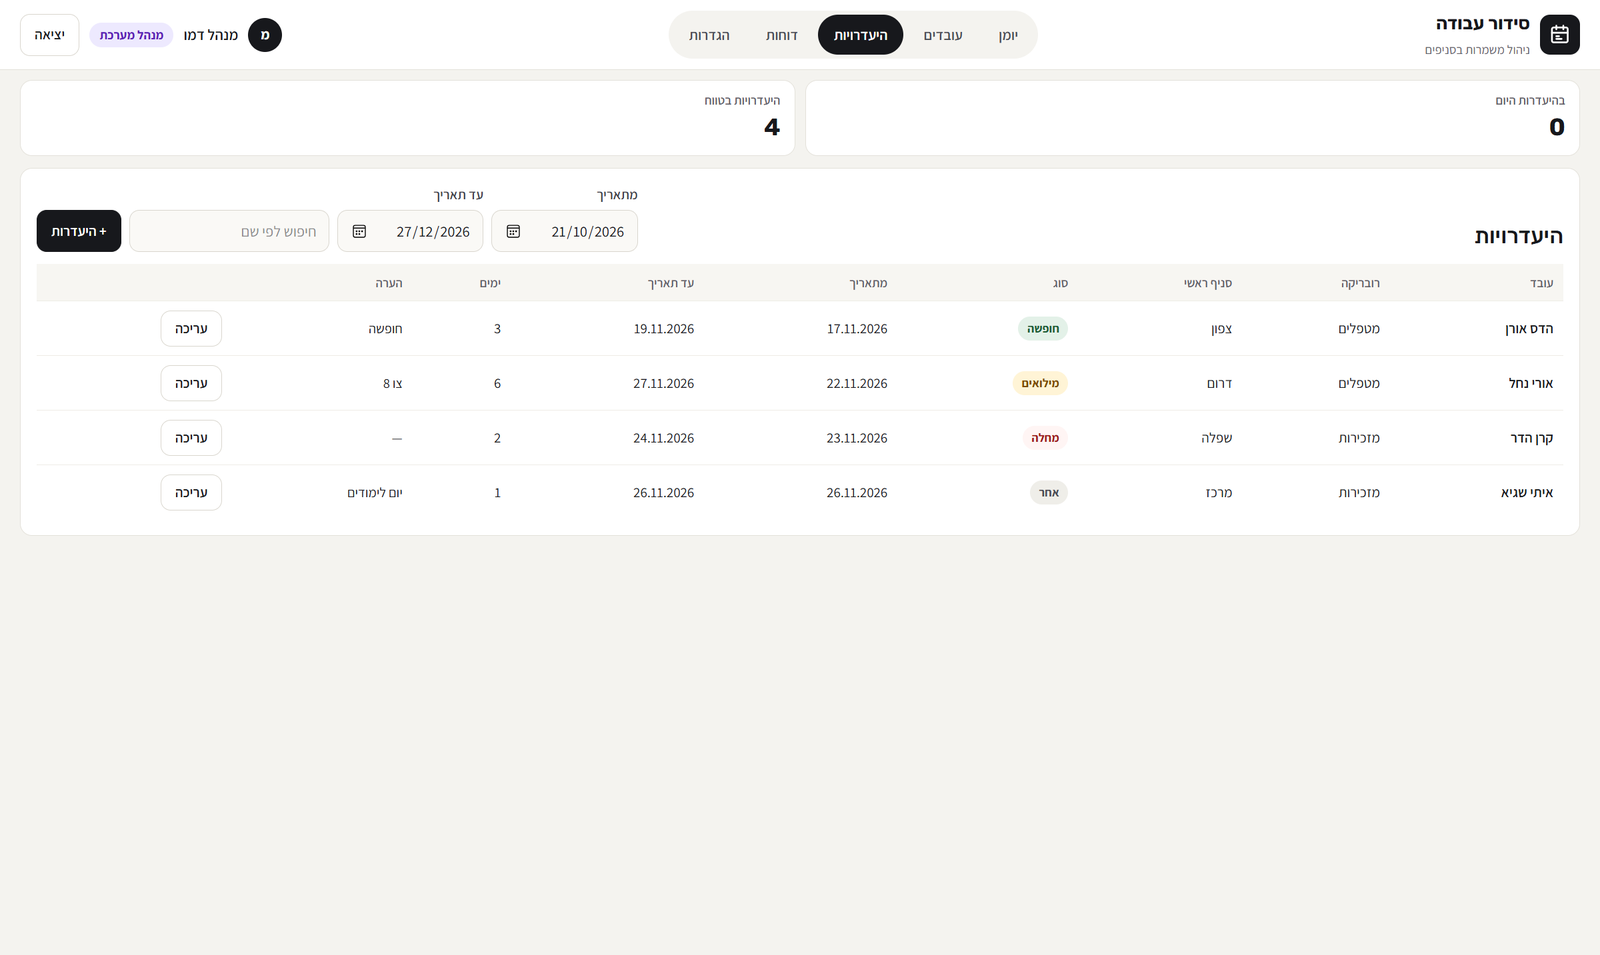 סידור עבודה
ניהול משמרות בסניפים
יומן
עובדים
היעדרויות
דוחות
הגדרות
מ
מנהל דמו
מנהל מערכת
יציאה
בהיעדרות היום
0
היעדרויות בטווח
4
היעדרויות
מתאריך
21/10/2026
עד תאריך
27/12/2026
חיפוש לפי שם
+ היעדרות
עובד רובריקה סניף ראשי סוג מתאריך עד תאריך ימים הערה
הדס אורן מטפלים צפון חופשה 17.11.2026 19.11.2026 3 חופשה עריכה
אורי נחל מטפלים דרום מילואים 22.11.2026 27.11.2026 6 צו 8 עריכה
קרן הדר מזכירות שפלה מחלה 23.11.2026 24.11.2026 2 — עריכה
איתי שגיא מזכירות מרכז אחר 26.11.2026 26.11.2026 1 יום לימודים עריכה